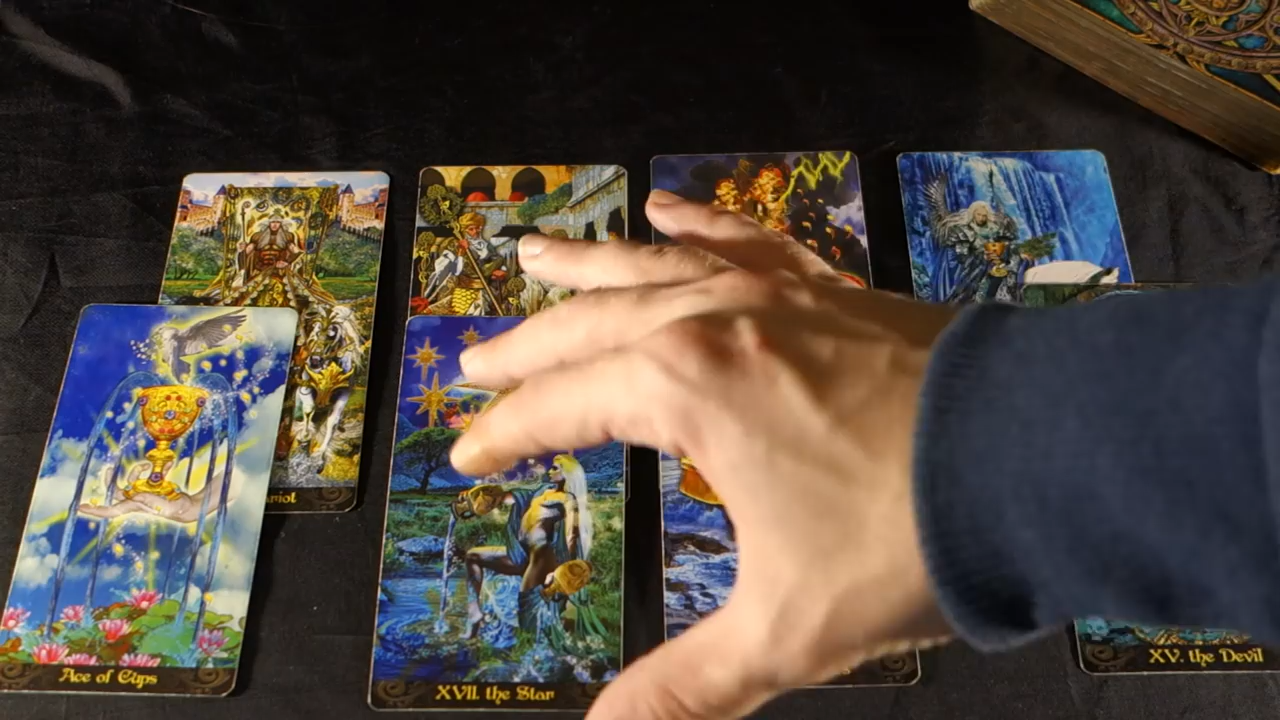 Ace of Cups
XVII. the Star
XV. the Devil